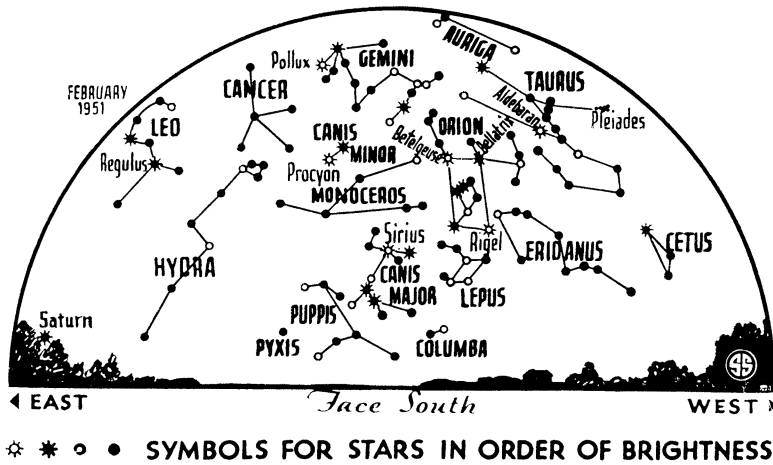 AURIGA
Pollux
GEMINI
TAURUS
FEBRUARY
1951
CANCER
Aldebaran
Pleiades
LEO
CANIS
MINOR
ORION
Betelgeuse
Bellatrix
Regulus
Procyon
MONOCEROS
Sirius
Rigel
ERIDANUS
CETUS
HYDRA
CANIS
MAJOR
LEPUS
PUPPIS
Saturn
PYXIS
COLUMBA
SS
EAST
Face South
WEST
SYMBOLS FOR STARS IN ORDER OF BRIGHTNESS